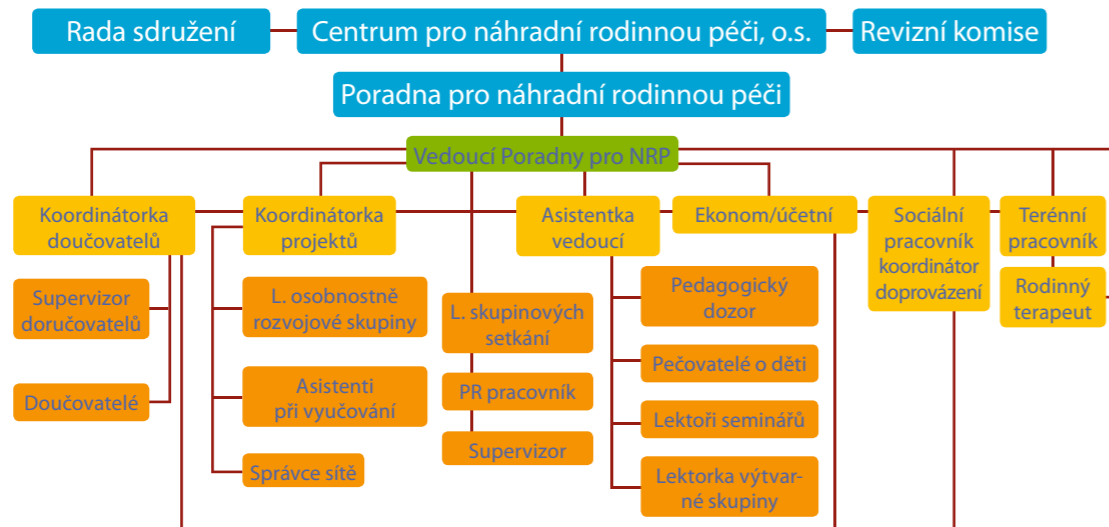 Rada sdružení
Centrum pro náhradní rodinnou péči, o.s.
Revizní komise
Poradna pro náhradní rodinnou péči
Vedoucí Poradny pro NRP
Koordinátorka
doučovatelů
Koordinátorka
projektů
Asistentka
vedoucí
Ekonom/účetní
Sociální
pracovník
koordinátor
doprovázení
Terénní
pracovník
Rodinný
terapeut
Supervizor
doručovatelů
Doučovatelé
L. osobnostně
rozvojové skupiny
Asistenti
při vyučování
Správce sítě
L. skupinových
setkání
PR pracovník
Supervizor
Pedagogický
dozor
Pečovatelé o děti
Lektoři seminářů
Lektorka výtvar-
né skupiny